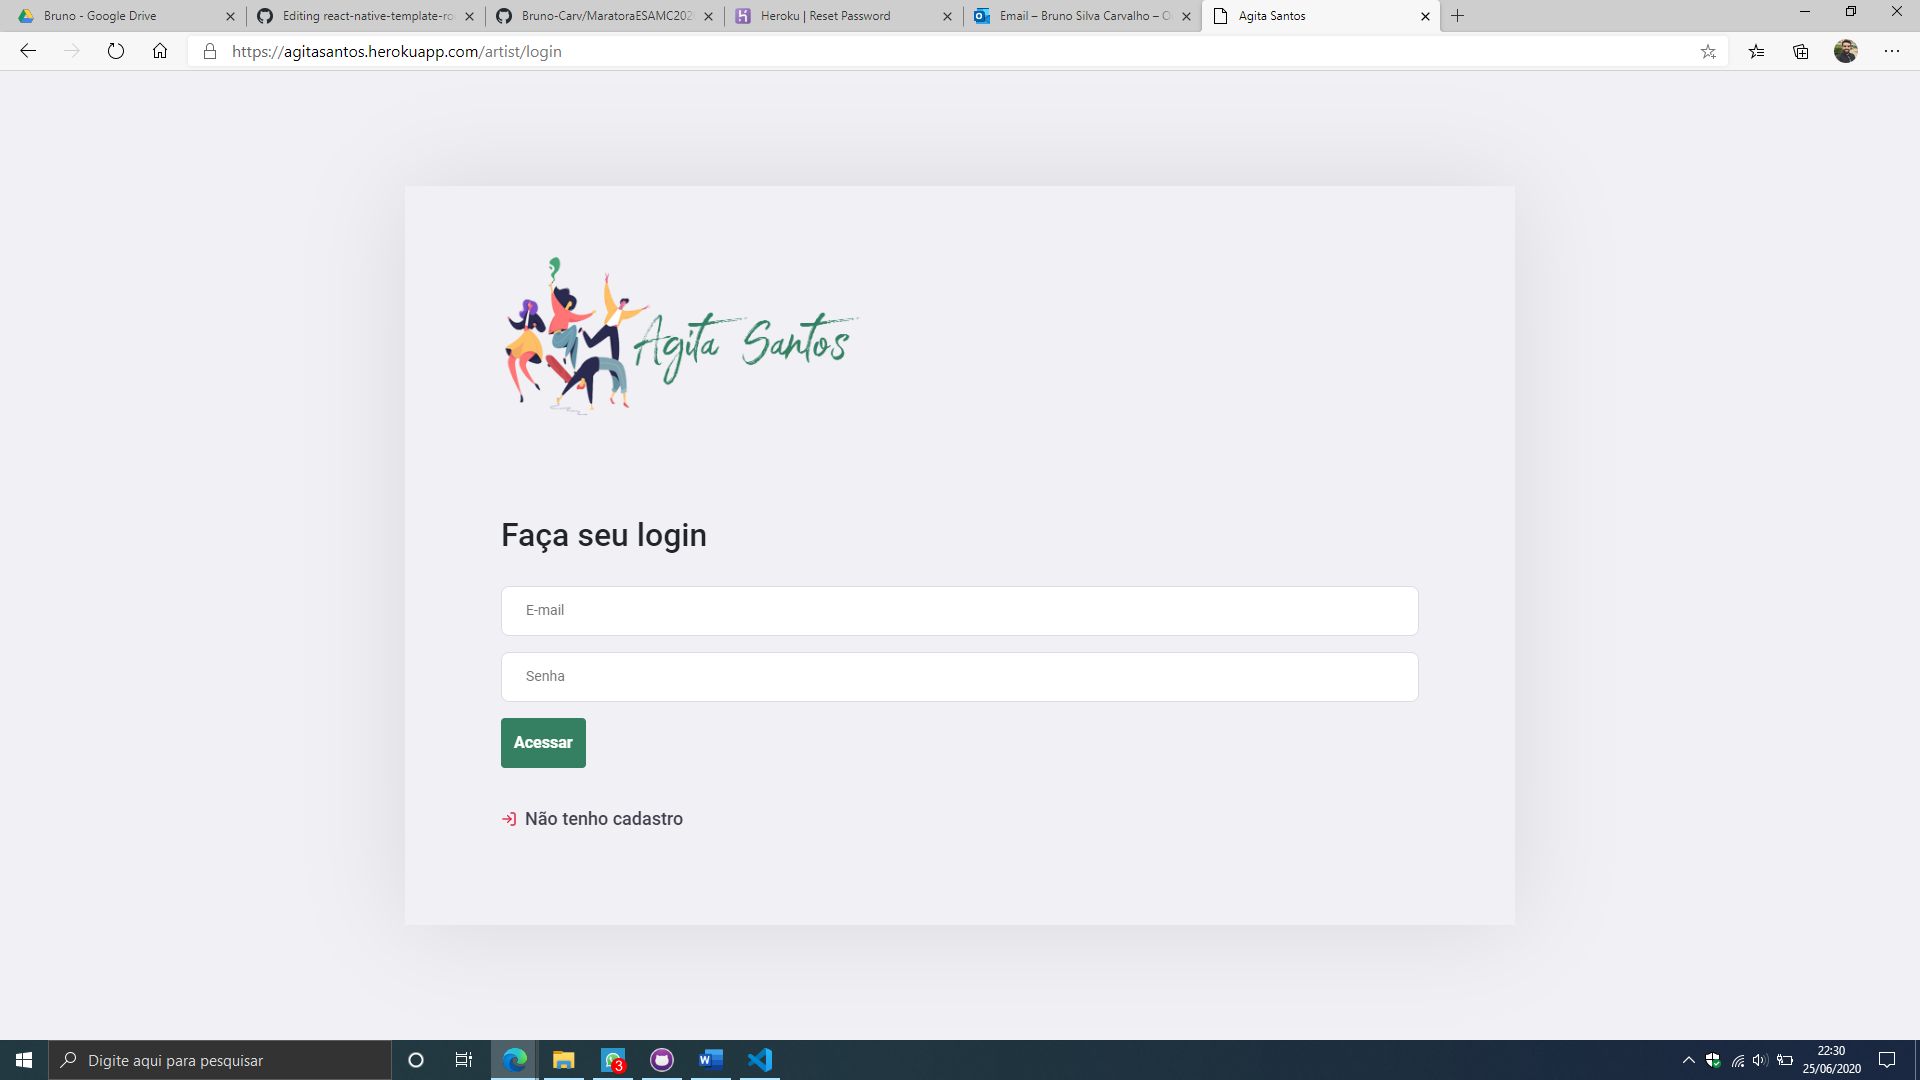 Bruno - Google Drive
Editing react-native-template-ro
Bruno-Carv/MaratoraESAMC202
Heroku | Reset Password
Email – Bruno Silva Carvalho – O
Agita Santos
https://agitasantos.herokuapp.com/artist/login
Agita Santos
Faça seu login
E-mail
Senha
Acessar
Não tenho cadastro
Digite aqui para pesquisar
3
22:30
25/06/2020